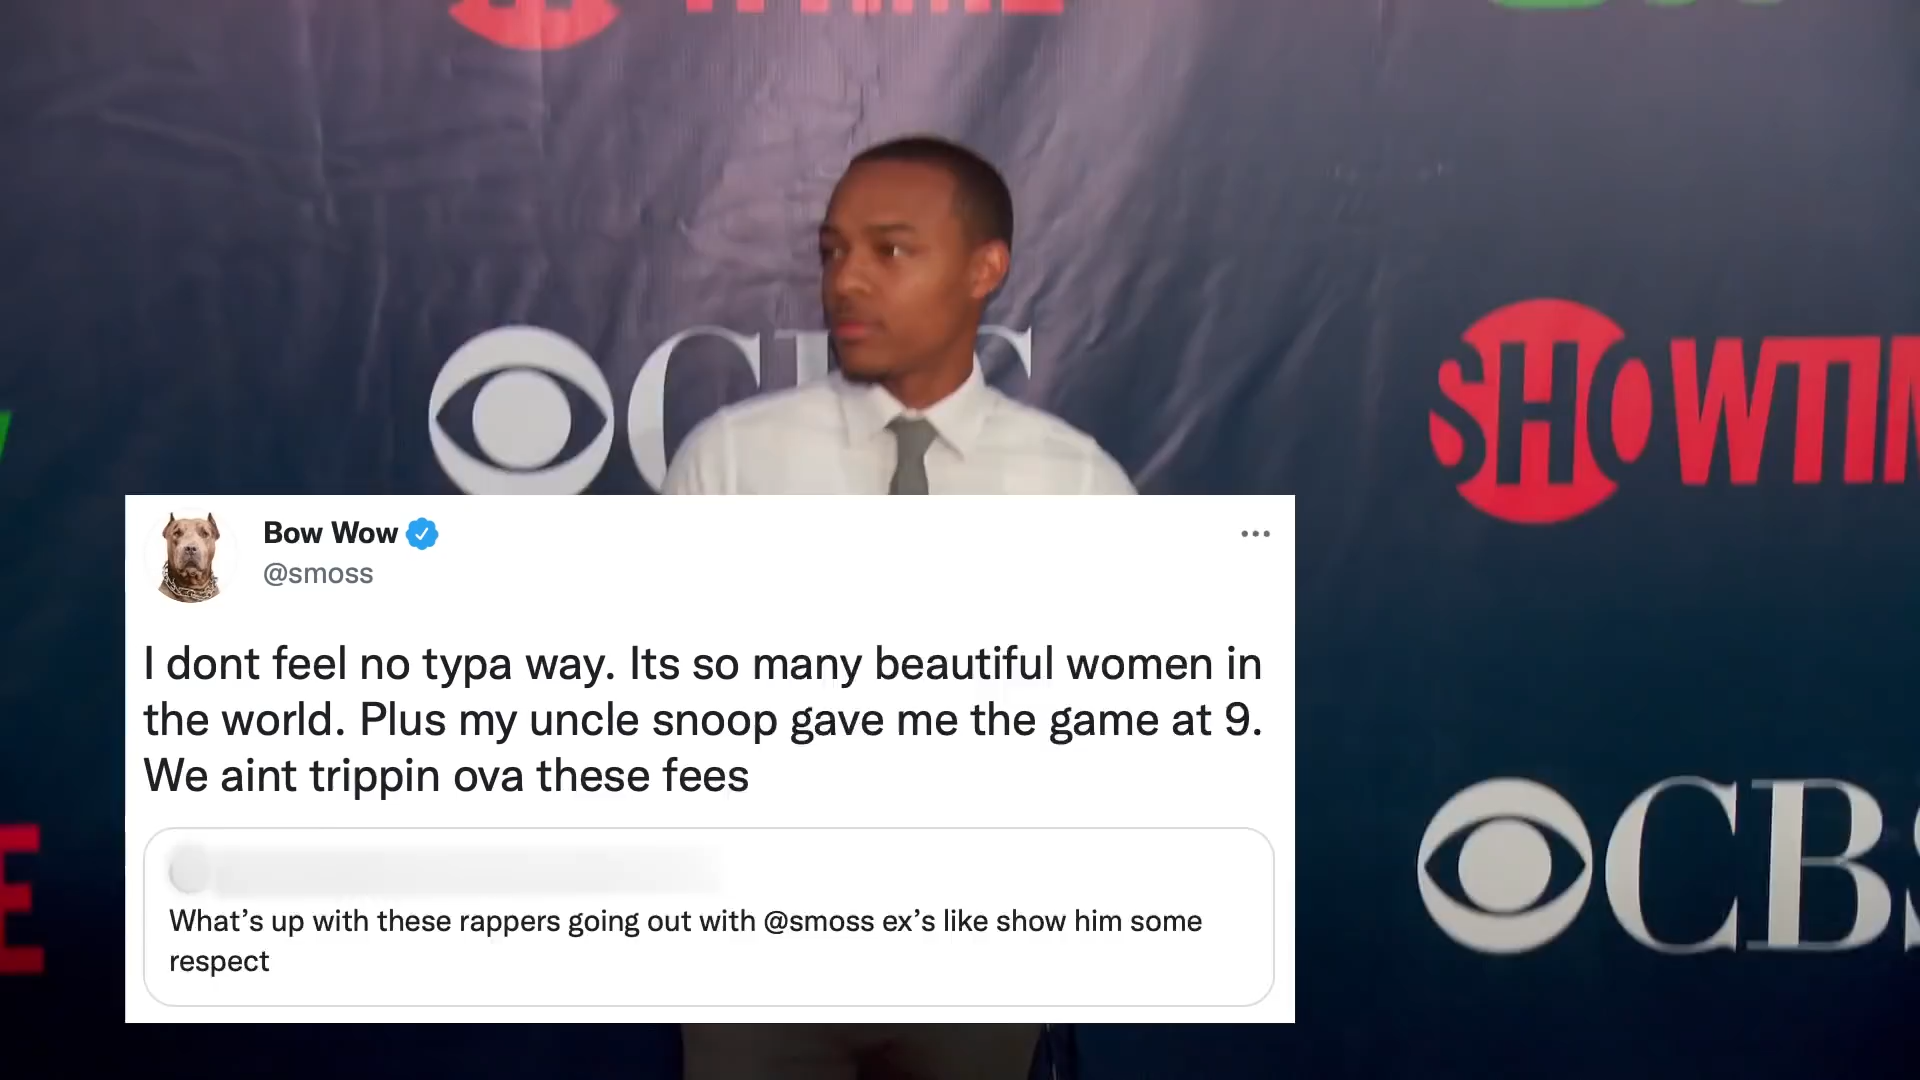 SHOWTIM
CBS
Bow Wow
@smoss
I dont feel no typa way. Its so many beautiful women in
the world. Plus my uncle snoop gave me the game at 9.
We aint trippin ova these fees
What’s up with these rappers going out with @smoss ex’s like show him some
respect
CBS
E